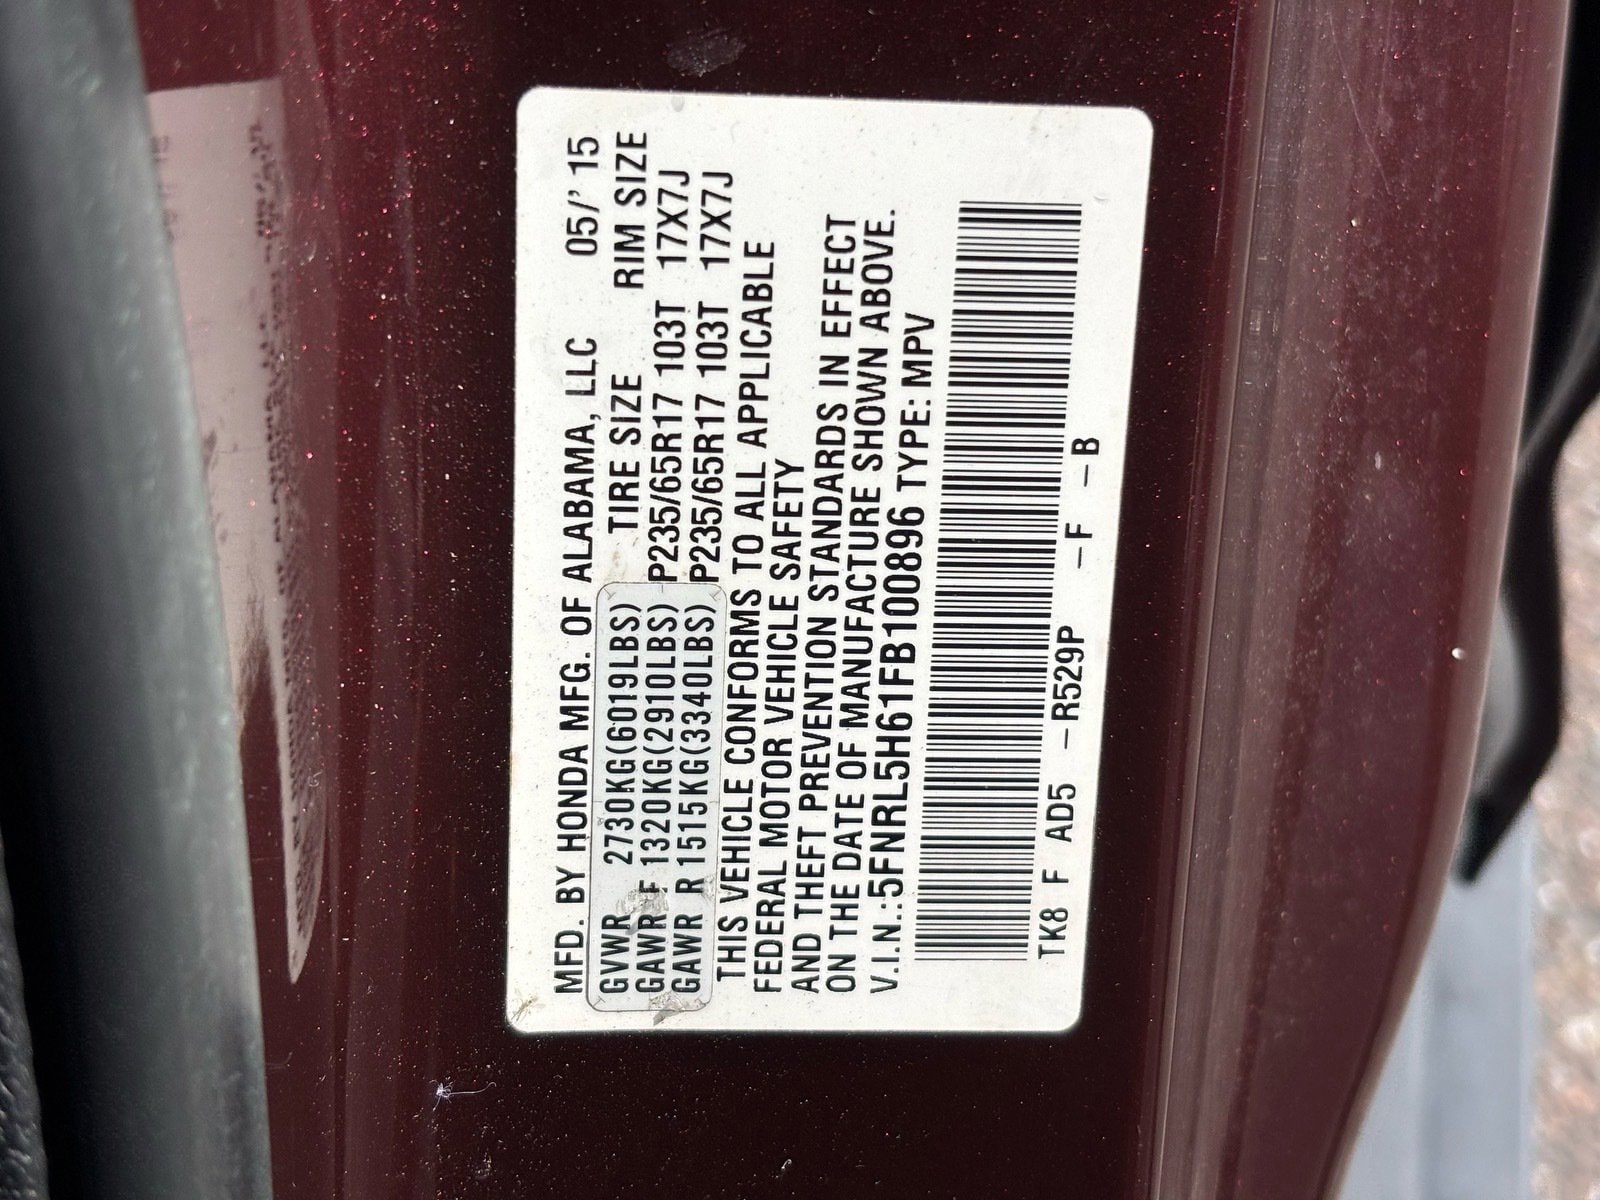 MFD. BY HONDA MFG. OF ALABAMA, LLC 05/' 15
GVWR 2730KG(6019LBS) TIRE SIZE RIM SIZE
GAWR F 1320KG(2910LBS) P235/65R17 103T 17X7J
GAWR R 1515KG(3340LBS) P235/65R17 103T 17X7J
THIS VEHICLE CONFORMS TO ALL APPLICABLE
FEDERAL MOTOR VEHICLE SAFETY
AND THEFT PREVENTION STANDARDS IN EFFECT
ON THE DATE OF MANUFACTURE SHOWN ABOVE.
V.I.N.:5FNRL5H61FB100896 TYPE: MPV
TK8 F AD5 –R529P –F –B